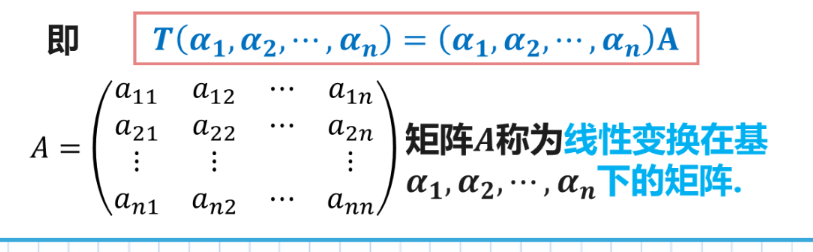 即 T(α₁,α₂,⋯,αₙ) = (α₁,α₂,⋯,αₙ)A
A = 
a₁₁ a₁₂ ⋯ a₁ₙ
a₂₁ a₂₂ ⋯ a₂ₙ
⋮ ⋮ ⋮
aₙ₁ aₙ₂ ⋯ aₙₙ
矩阵A称为线性变换在基
α₁,α₂,⋯,αₙ下的矩阵.